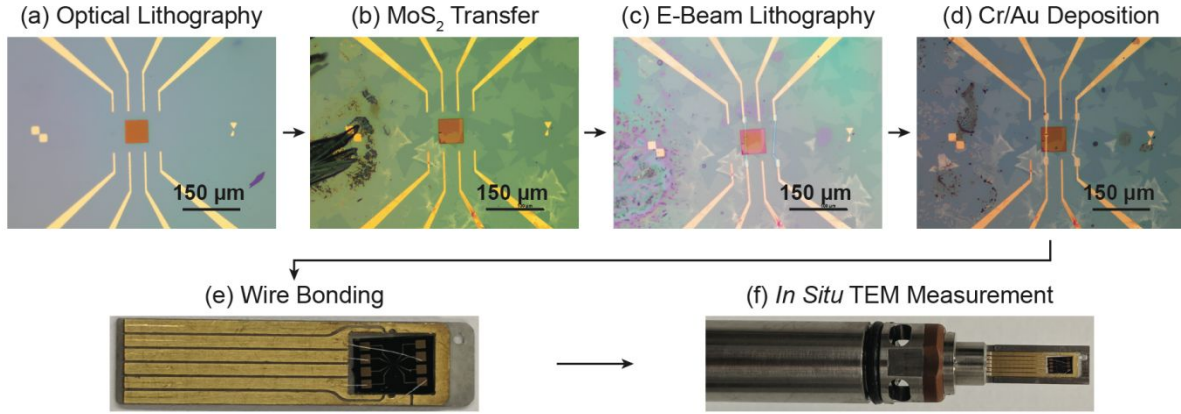 (a) Optical Lithography
(b) MoS₂ Transfer
(c) E-Beam Lithography
(d) Cr/Au Deposition
150 μm
150 μm
150 μm
150 μm
(e) Wire Bonding
(f) In Situ TEM Measurement